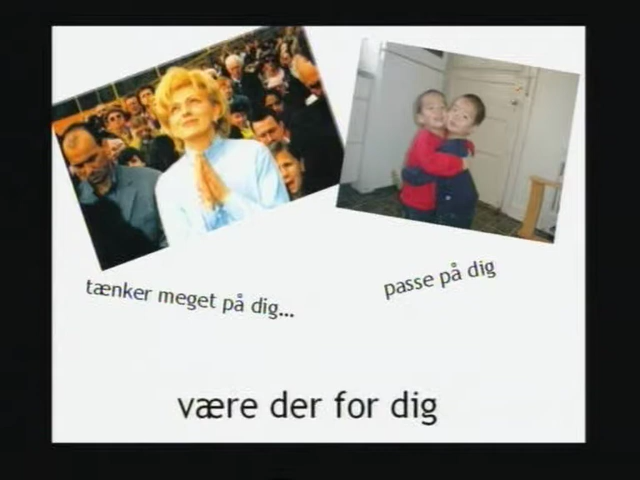 tænker meget på dig...
passe på dig
være der for dig